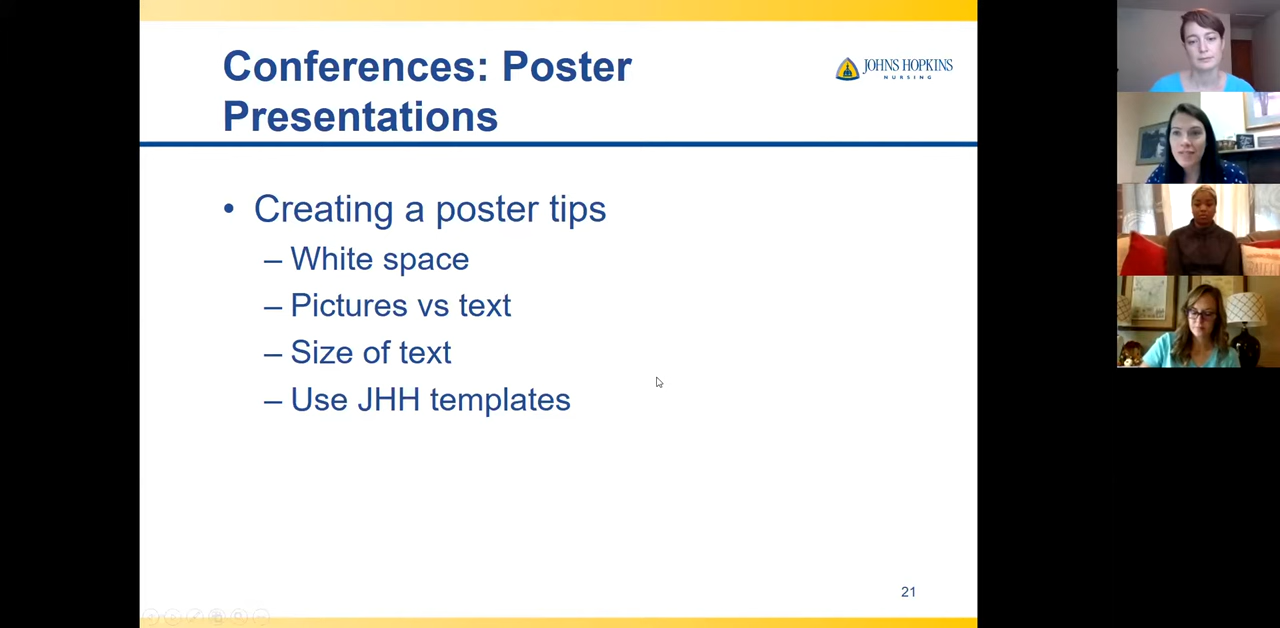 Conferences: Poster
Presentations
JOHNS HOPKINS
NURSING
• Creating a poster tips
– White space
– Pictures vs text
– Size of text
– Use JHH templates
21